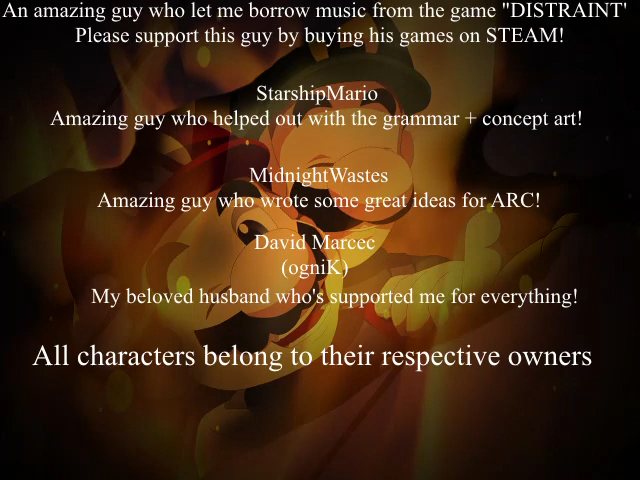 An amazing guy who let me borrow music from the game "DISTRAINT'
Please support this guy by buying his games on STEAM!
StarshipMario
Amazing guy who helped out with the grammar + concept art!
MidnightWastes
Amazing guy who wrote some great ideas for ARC!
David Marcec
(ogniK)
My beloved husband who's supported me for everything!
All characters belong to their respective owners